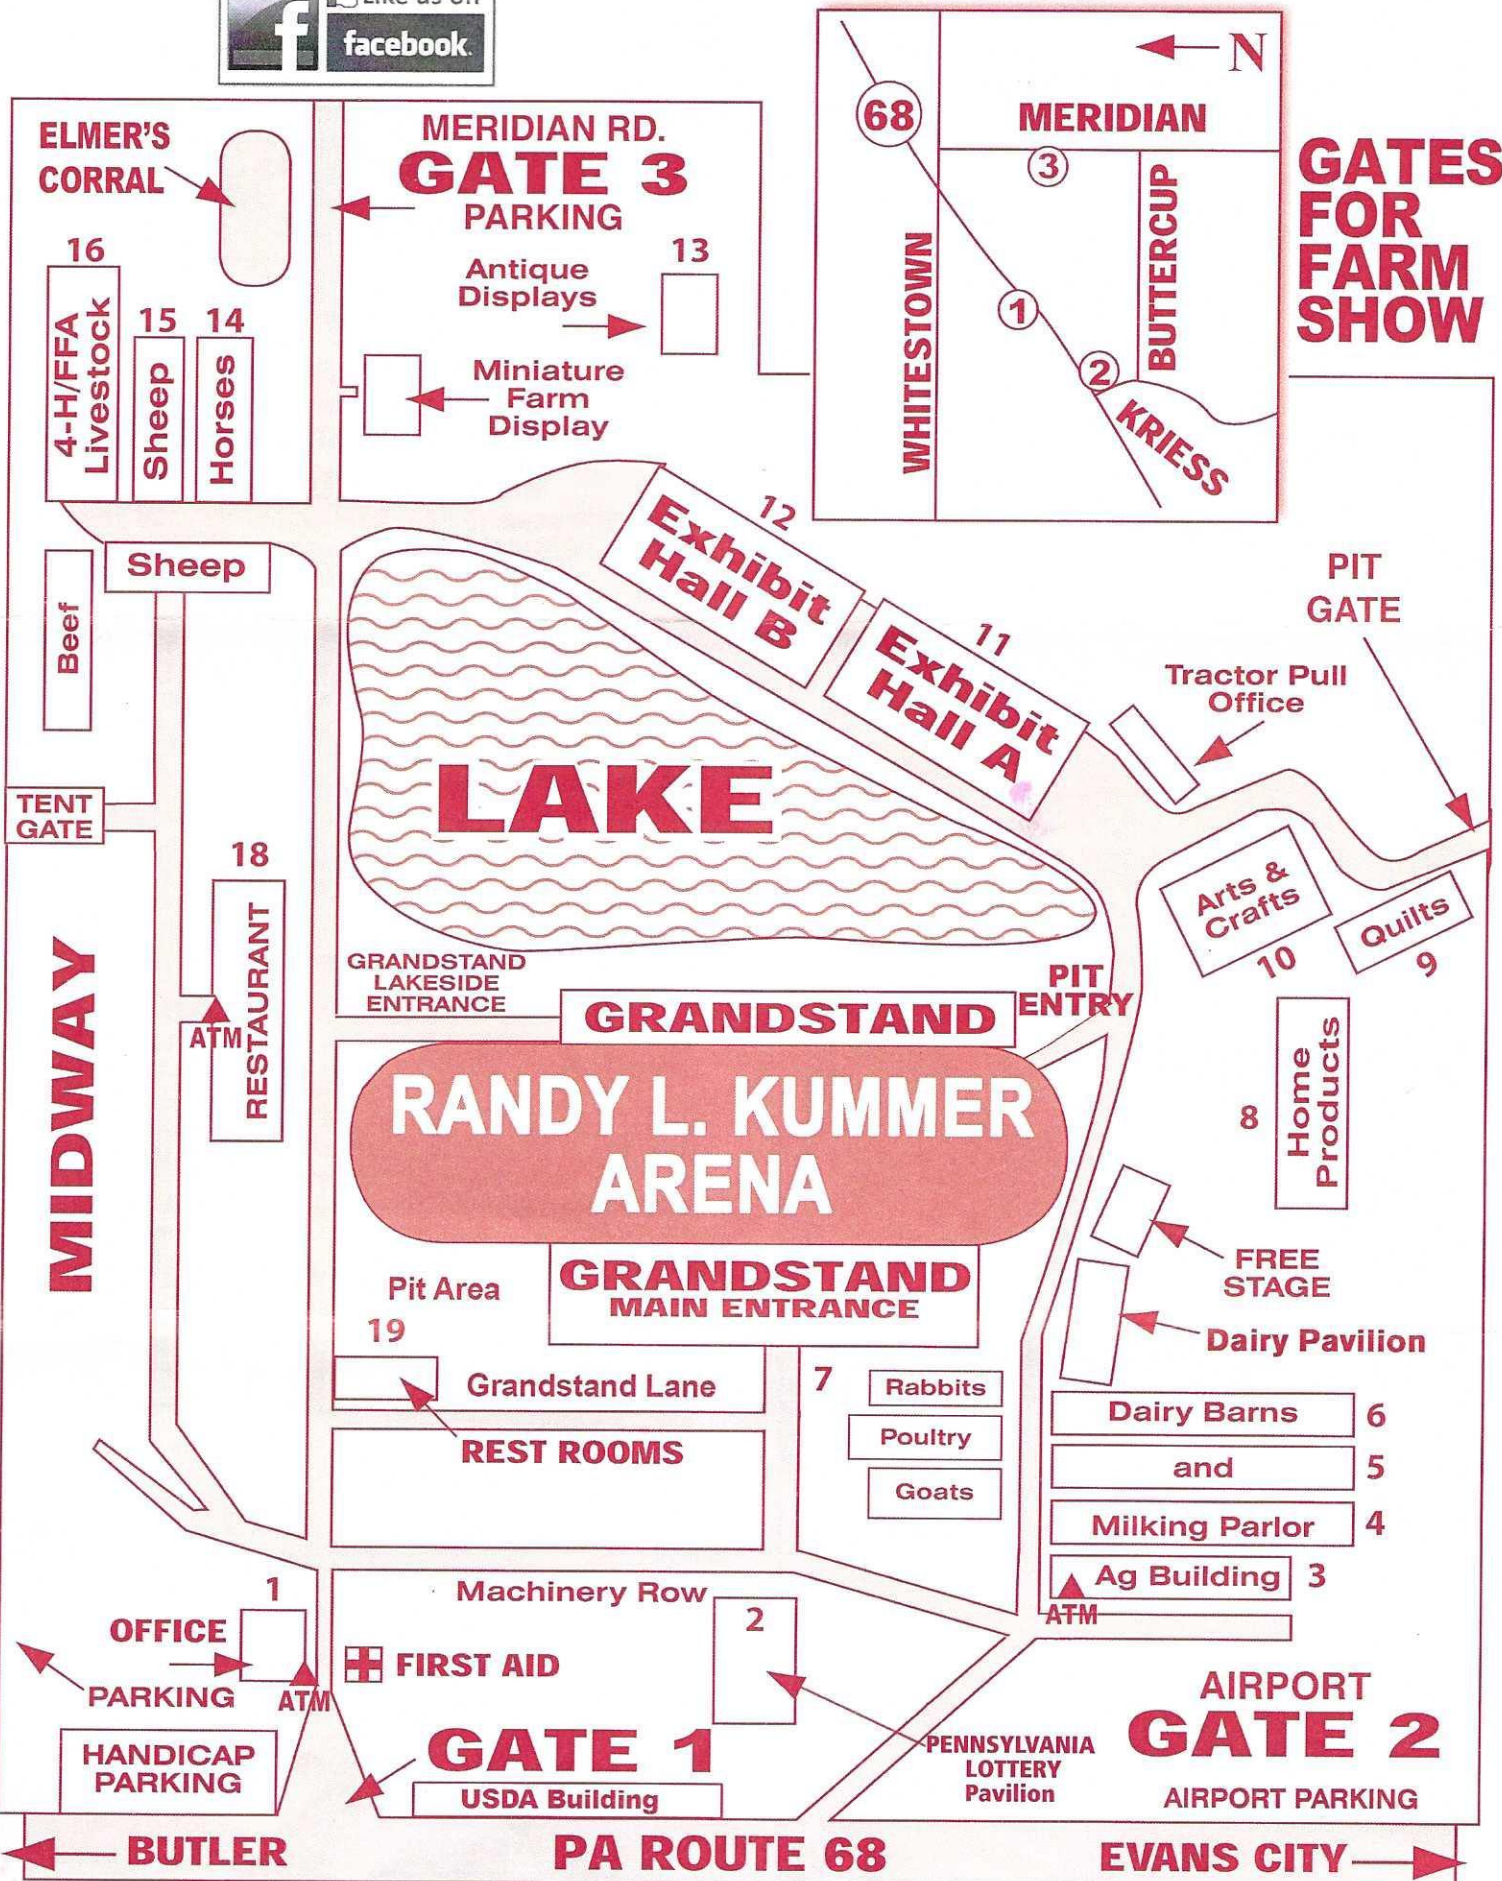 Like us on
facebook.
N
68
MERIDIAN
3
WHITESTOWN
BUTTERCUP
1
2
KRIESS
GATES
FOR
FARM
SHOW
ELMER'S
CORRAL
MERIDIAN RD.
GATE 3
PARKING
16
4-H/FFA
Livestock
15
Sheep
14
Horses
Antique
Displays
13
Miniature
Farm
Display
Sheep
Beef
12
Exhibit
Hall B
11
Exhibit
Hall A
PIT
GATE
Tractor Pull
Office
LAKE
TENT
GATE
18
RESTAURANT
ATM
MIDWAY
Arts &
Crafts
10
Quilts
9
GRANDSTAND
LAKESIDE
ENTRANCE
GRANDSTAND
PIT
ENTRY
RANDY L. KUMMER
ARENA
8
Home
Products
FREE
STAGE
Dairy Pavilion
Pit Area
GRANDSTAND
MAIN ENTRANCE
19
Grandstand Lane
REST ROOMS
7
Rabbits
Poultry
Goats
Dairy Barns
6
and
5
Milking Parlor
4
Ag Building
3
ATM
1
OFFICE
PARKING
ATM
HANDICAP
PARKING
Machinery Row
2
FIRST AID
GATE 1
USDA Building
PENNSYLVANIA
LOTTERY
Pavilion
AIRPORT
GATE 2
AIRPORT PARKING
BUTLER
PA ROUTE 68
EVANS CITY